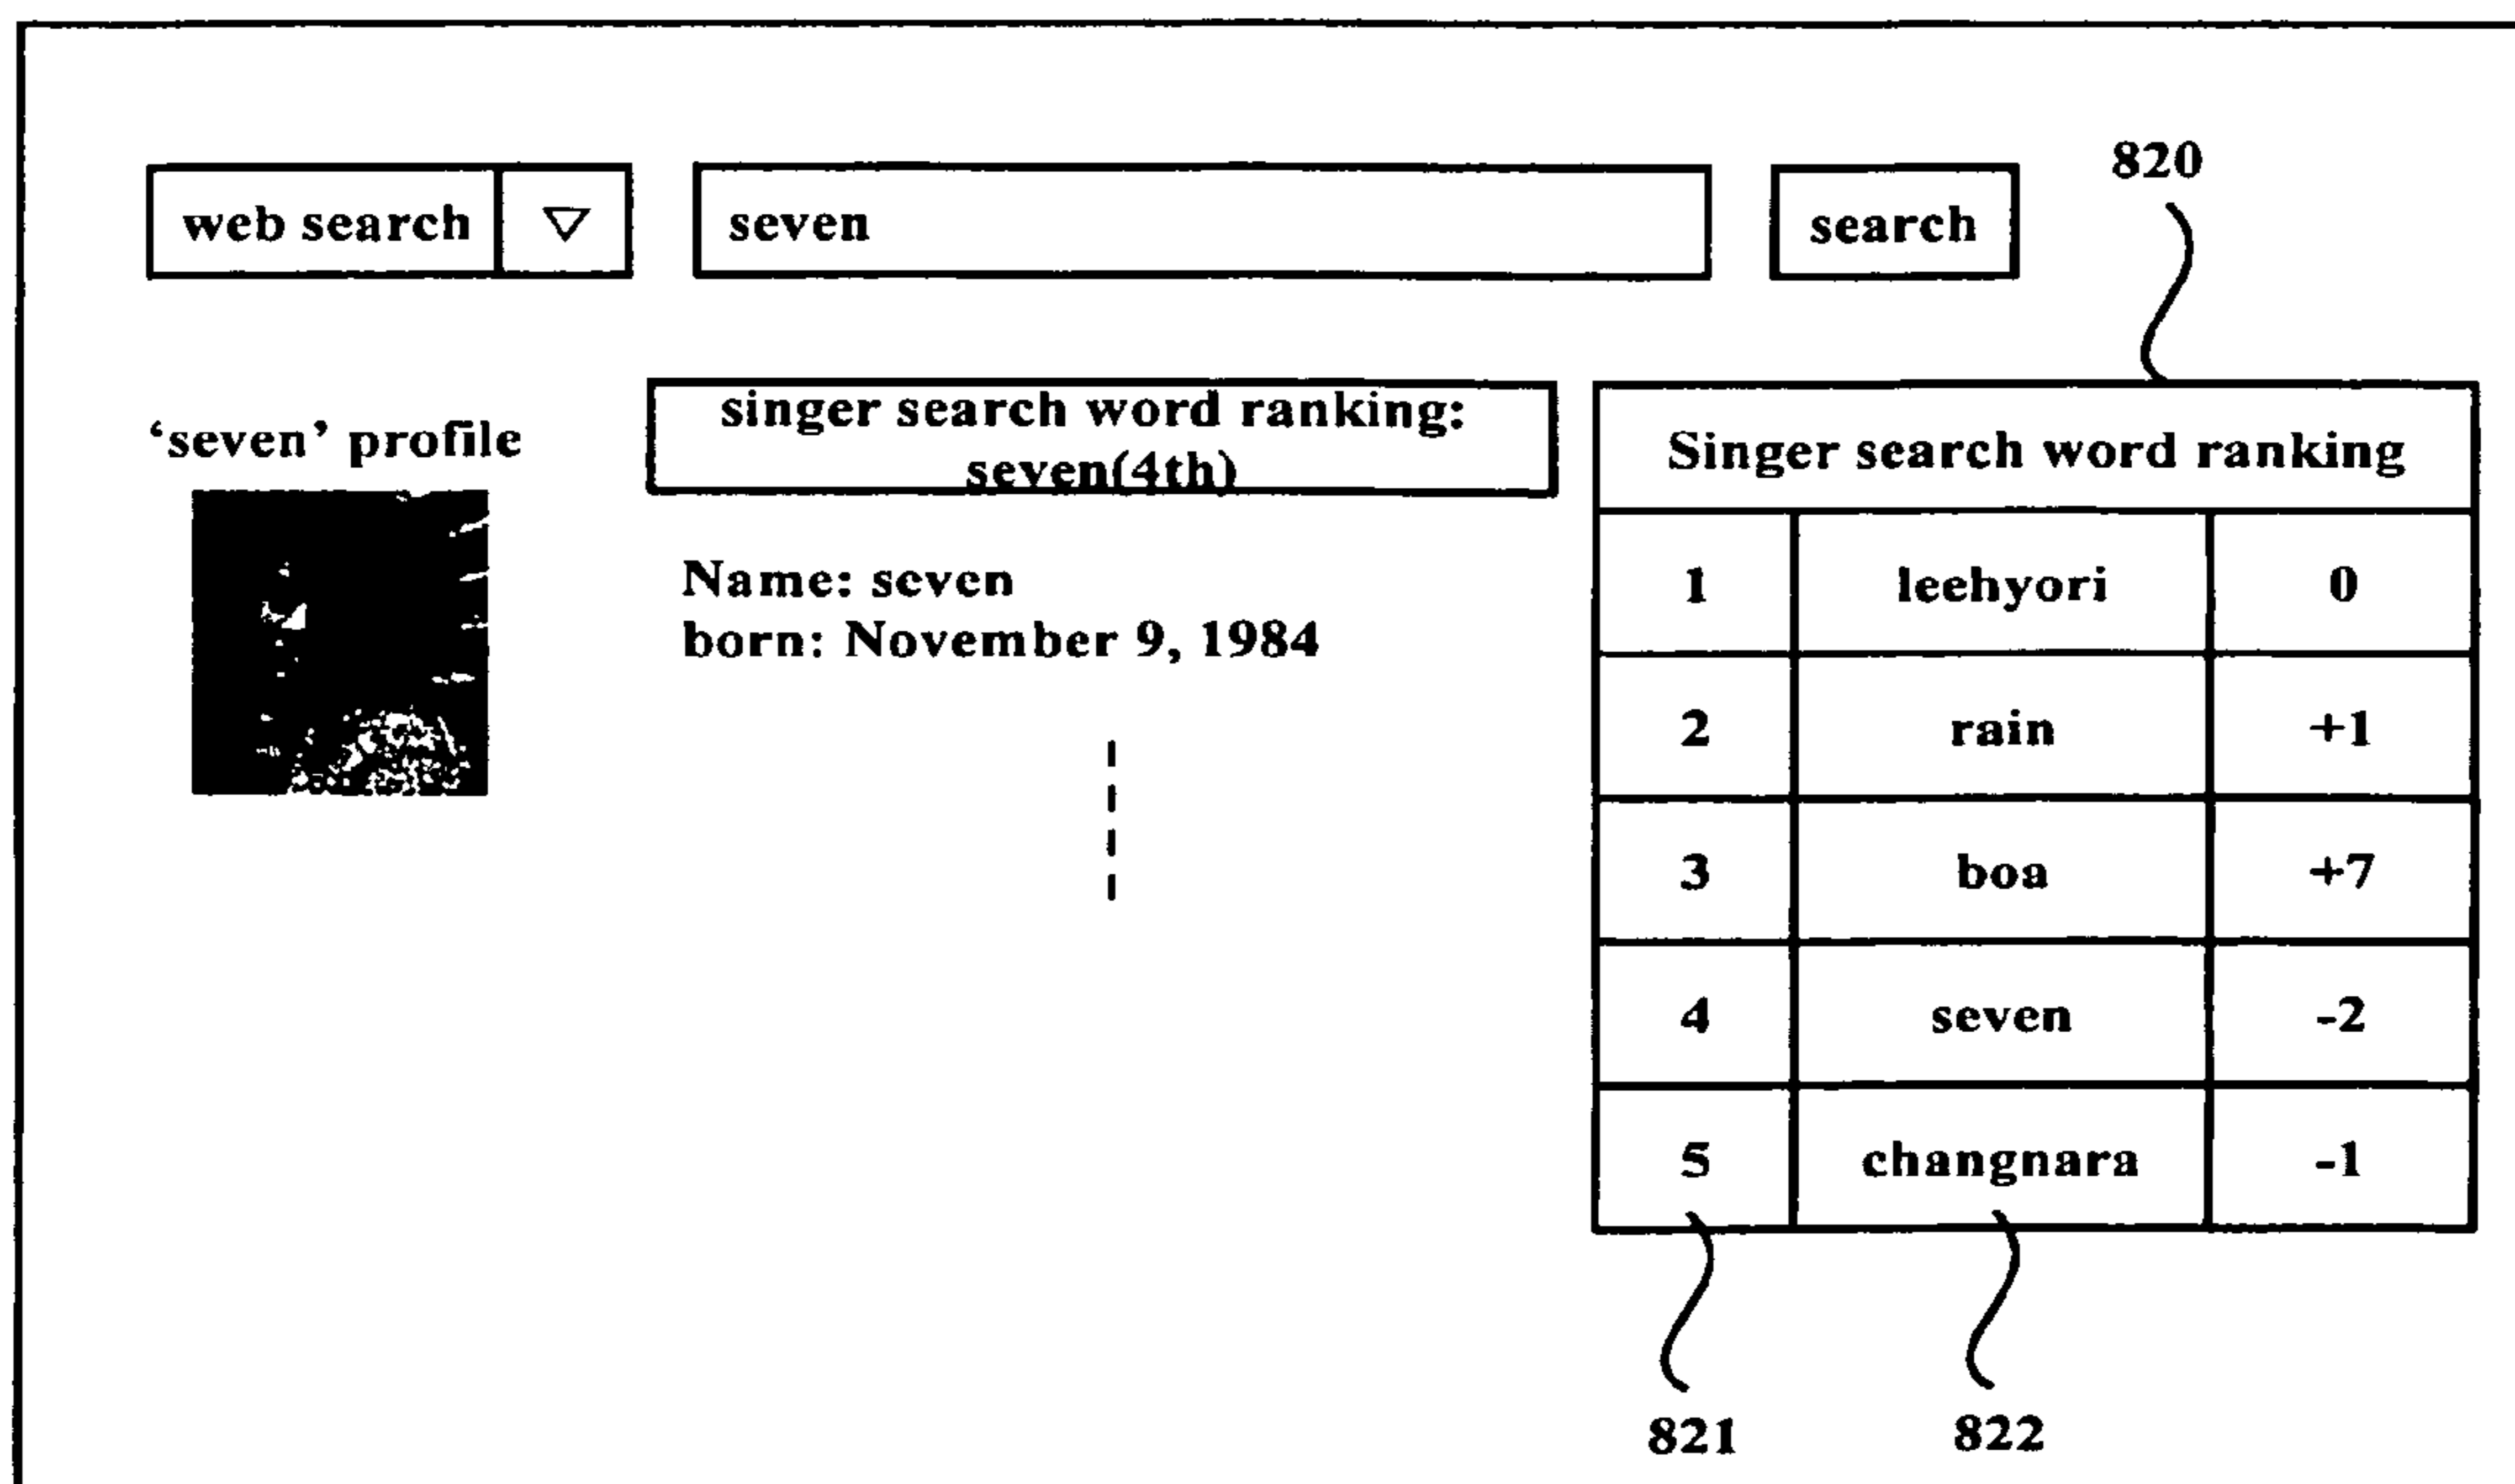 820
web search
seven
search
'seven' profile
singer search word ranking:
seven(4th)
Name: seven
born: November 9, 1984
Singer search word ranking
1 leehyori 0
2 rain +1
3 boa +7
4 seven -2
5 changnara -1
821 822